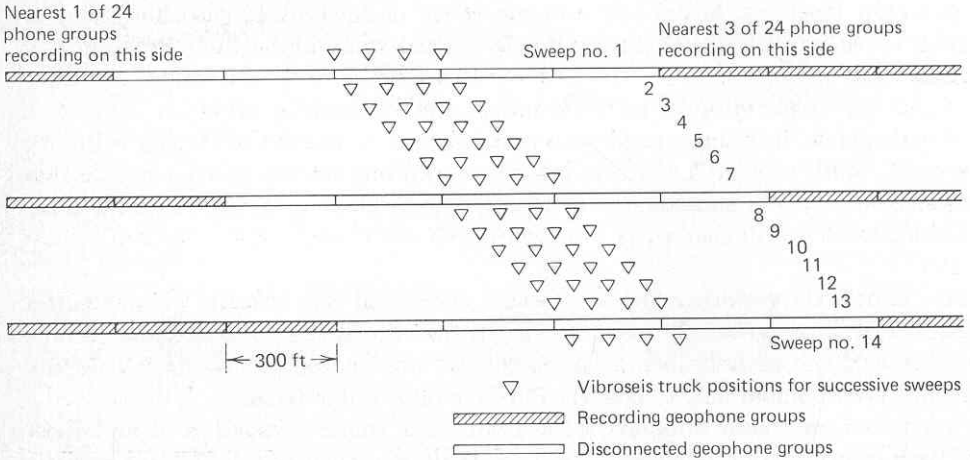 Nearest 1 of 24
phone groups
recording on this side
Sweep no. 1
Nearest 3 of 24 phone groups
recording on this side
2
3
4
5
6
7
8
9
10
11
12
13
Sweep no. 14
300 ft
Vibroseis truck positions for successive sweeps
Recording geophone groups
Disconnected geophone groups